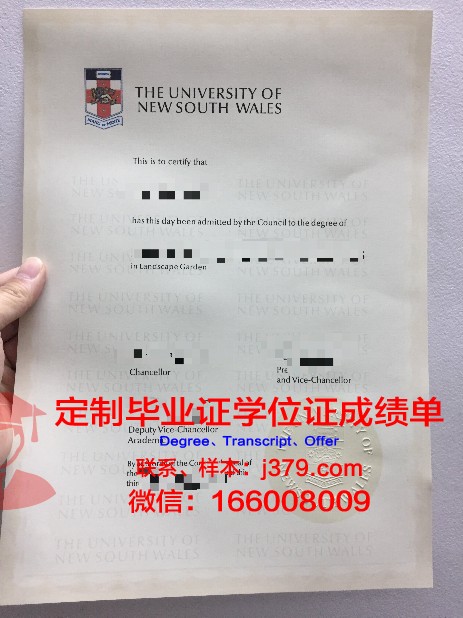 THE UNIVERSITY OF
NEW SOUTH WALES
This is to certify that
has this day been admitted by the Council to the degree of
in Landscape Garden
Chancellor
Pre
and Vice-Chancellor
Deputy Vice-Chancellor
Academ
定制毕业证学位证成绩单
Degree、Transcript、Offer
联系、样本：j379.com
微信：166008009